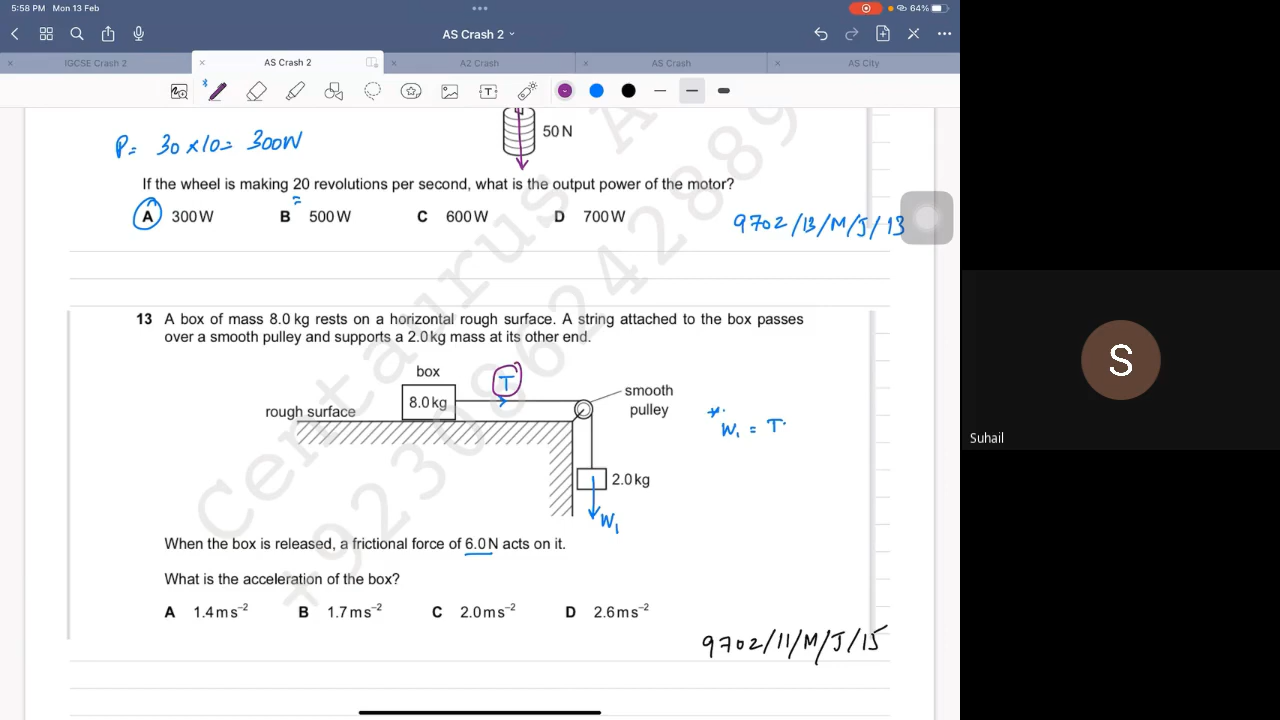 5:58 PM Mon 13 Feb
64%
AS Crash 2
IGCSE Crash 2
AS Crash 2
A2 Crash
AS Crash
AS City
P= 30 × 10 = 300W
50 N
If the wheel is making 20 revolutions per second, what is the output power of the motor?
A 300 W B 500 W C 600 W D 700 W
9702/13/M/J/13
13 A box of mass 8.0 kg rests on a horizontal rough surface. A string attached to the box passes
over a smooth pulley and supports a 2.0 kg mass at its other end.
box
T
smooth
pulley
8.0 kg
rough surface
W₁ = T
2.0 kg
W₁
When the box is released, a frictional force of 6.0 N acts on it.
What is the acceleration of the box?
A 1.4 m s⁻² B 1.7 m s⁻² C 2.0 m s⁻² D 2.6 m s⁻²
9702/11/M/J/15
Centaurus A
+923086242889
S
Suhail